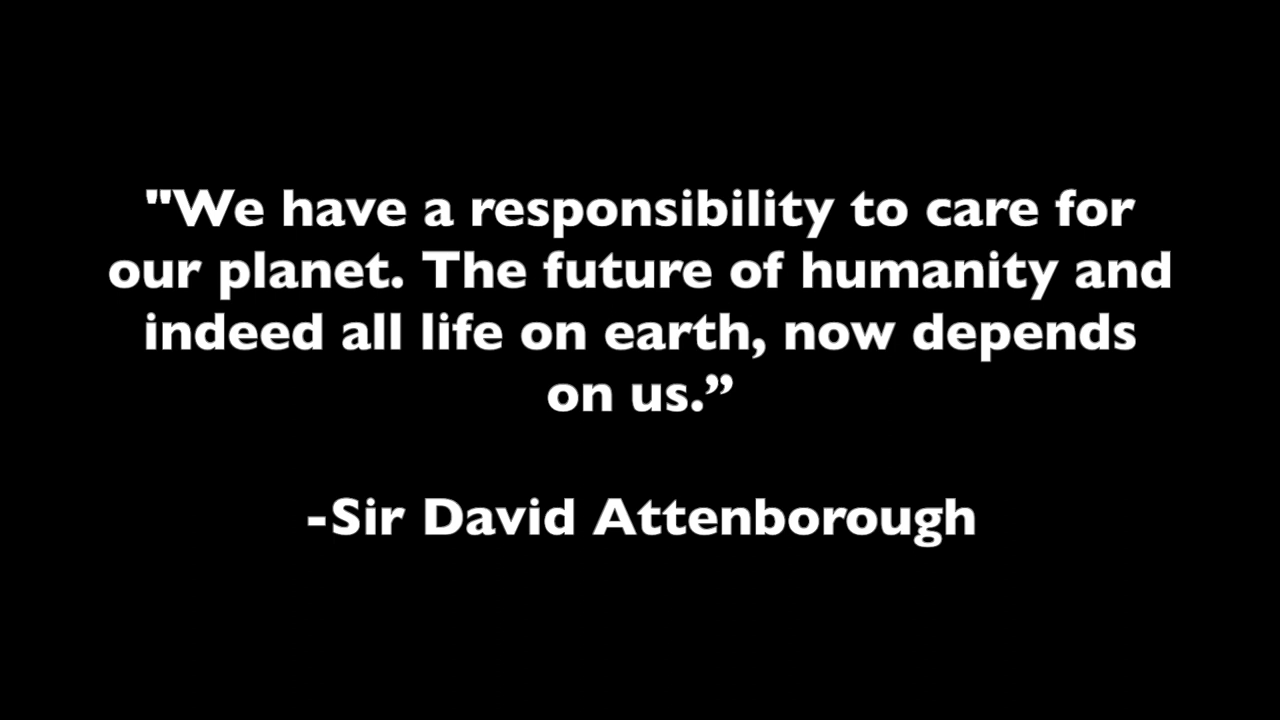 "We have a responsibility to care for
our planet. The future of humanity and
indeed all life on earth, now depends
on us.”
-Sir David Attenborough